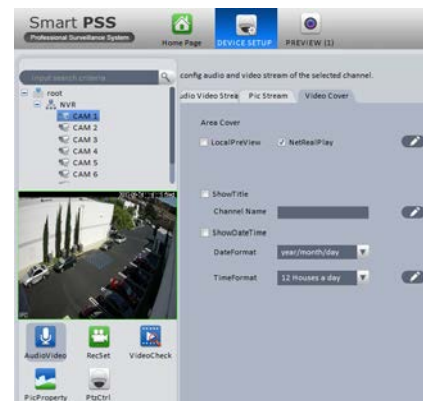 Smart PSS
Professional Surveillance System
Home Page
DEVICE SETUP
PREVIEW (1)
Input search criteria
config audio and video stream of the selected channel.
root
NVR
CAM 1
CAM 2
CAM 3
CAM 4
CAM 5
CAM 6
udio Video Strea
Pic Stream
Video Cover
Area Cover
LocalPreView
NetRealPlay
ShowTitle
Channel Name
ShowDateTime
DateFormat
year/month/day
TimeFormat
12 Houses a day
AudioVideo
RecSet
VideoCheck
PicProperty
PtzCtrl